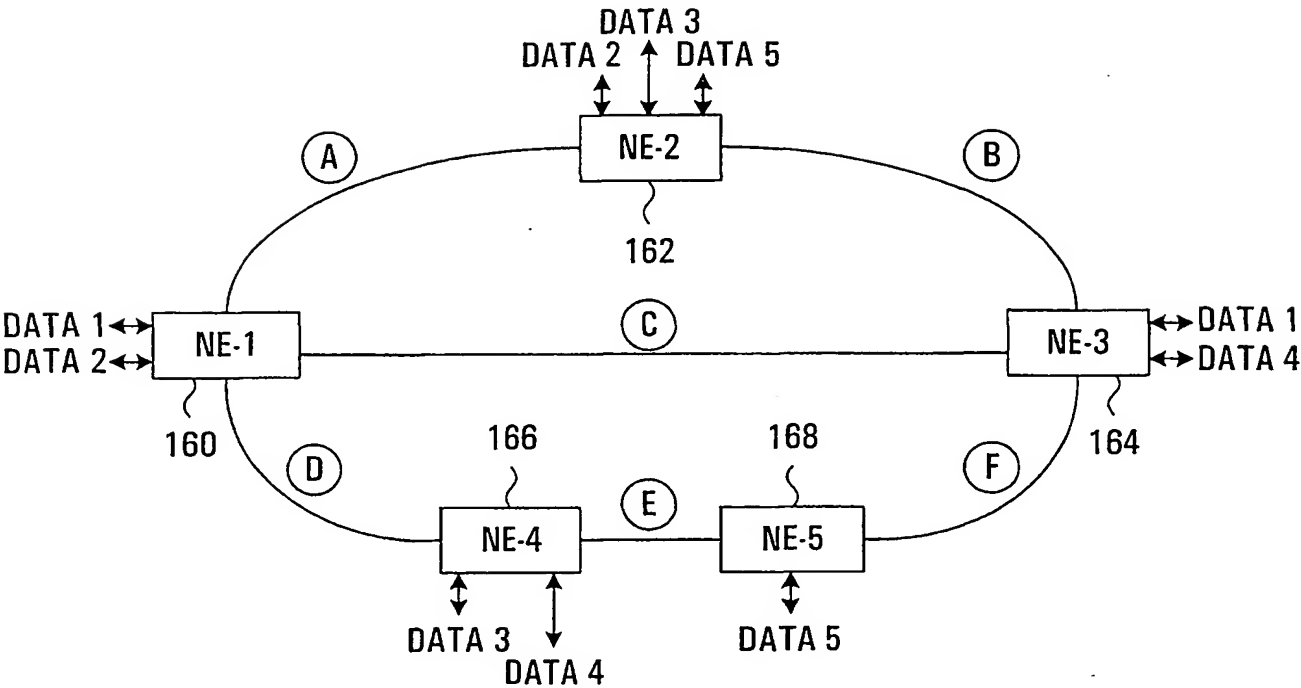 DATA 3
DATA 2
DATA 5
NE-2
A
B
162
DATA 1
DATA 2
NE-1
C
NE-3
DATA 1
DATA 4
160
166
168
164
D
E
F
NE-4
NE-5
DATA 3
DATA 4
DATA 5